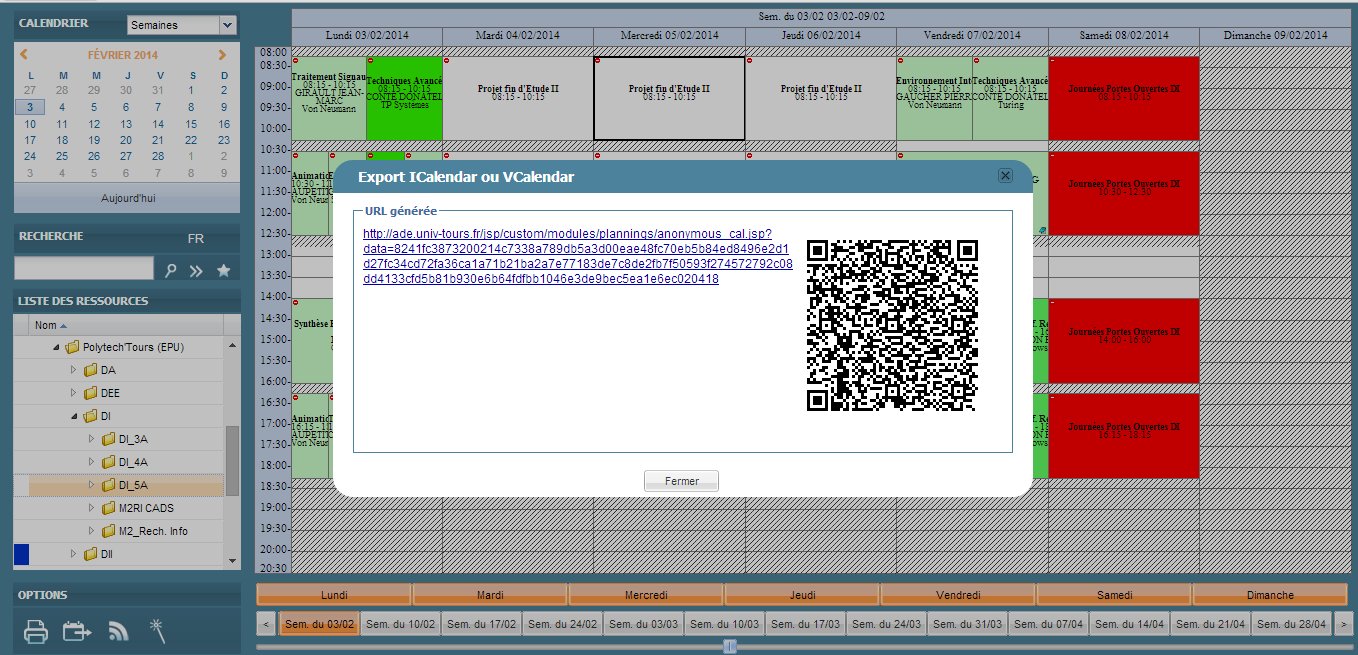 CALENDRIER
Semaines
FÉVRIER 2014
L M M J V S D
27 28 29 30 31 1 2
3 4 5 6 7 8 9
10 11 12 13 14 15 16
17 18 19 20 21 22 23
24 25 26 27 28 1 2
3 4 5 6 7 8 9
Aujourd'hui
RECHERCHE
FR
LISTE DES RESSOURCES
Nom
Polytech'Tours (EPU)
DA
DEE
DI
DI_3A
DI_4A
DI_5A
M2RI CADS
M2_Rech. Info
DII
OPTIONS
Sem. du 03/02 03/02-09/02
Lundi 03/02/2014 Mardi 04/02/2014 Mercredi 05/02/2014 Jeudi 06/02/2014 Vendredi 07/02/2014 Samedi 08/02/2014 Dimanche 09/02/2014
08:00
08:30
09:00
09:30
10:00
10:30
11:00
11:30
12:00
12:30
13:00
13:30
14:00
14:30
15:00
15:30
16:00
16:30
17:00
17:30
18:00
18:30
19:00
19:30
20:00
20:30
Traitement Signau
08:15 - 10:15
GIRAULT JEAN-
MARC
Von Neumann
Techniques Avancé
08:15 - 10:15
CONTE DONATEL
TP Systèmes
Projet fin d'Etude II
08:15 - 10:15
Projet fin d'Etude II
08:15 - 10:15
Projet fin d'Etude II
08:15 - 10:15
Environnement Int
08:15 - 10:15
GAUCHER PIERR
Von Neumann
Techniques Avancé
08:15 - 10:15
CONTE DONATEL
Turing
Journées Portes Ouvertes DI
08:15 - 10:15
Animatic
10:30 - 1
AUPETIT
Von Neus
Journées Portes Ouvertes DI
10:30 - 12:30
Synthèse
Journées Portes Ouvertes DI
14:00 - 16:00
Animatic
16:15 - 18
AUPETIT
Von Neus
Journées Portes Ouvertes DI
16:15 - 18:15
Export ICalendar ou VCalendar
URL générée
http://ade.univ-tours.fr/jsp/custom/modules/plannings/anonymous_cal.jsp?
data=8241fc3873200214c7338a789db5a3d00eae48fc70eb5b84ed8496e2d1
d27fc34cd72fa36ca1a71b21ba2a7e77183de7c8de2fb7f50593f274572792c08
dd4133cfd5b81b930e6b64fdfbb1046e3de9bec5ea1e6ec020418
Fermer
Lundi Mardi Mercredi Jeudi Vendredi Samedi Dimanche
< Sem. du 03/02 Sem. du 10/02 Sem. du 17/02 Sem. du 24/02 Sem. du 03/03 Sem. du 10/03 Sem. du 17/03 Sem. du 24/03 Sem. du 31/03 Sem. du 07/04 Sem. du 14/04 Sem. du 21/04 Sem. du 28/04 >